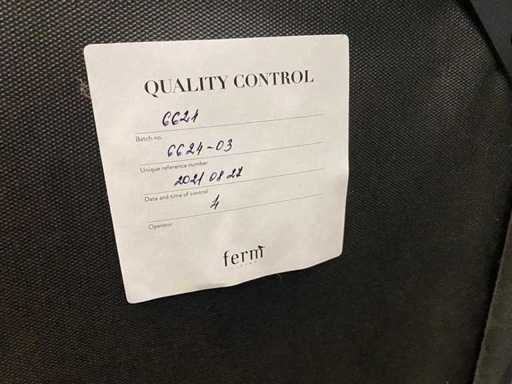 QUALITY CONTROL
6621
Batch no.
6624-03
Unique reference number
2021 08 27
Date and time of control
4
Operator
ferm
LIVING